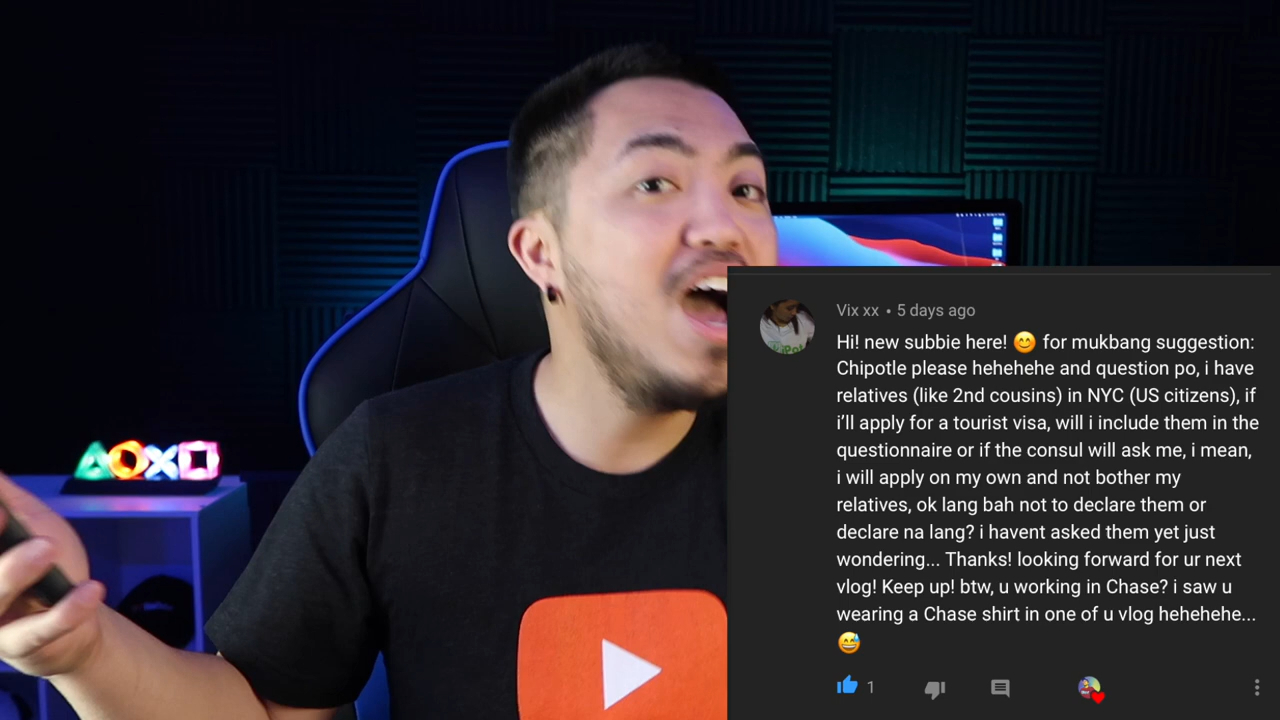 Vix xx • 5 days ago
Hi! new subbie here! 😊 for mukbang suggestion:
Chipotle please hehehehe and question po, i have
relatives (like 2nd cousins) in NYC (US citizens), if
i’ll apply for a tourist visa, will i include them in the
questionnaire or if the consul will ask me, i mean,
i will apply on my own and not bother my
relatives, ok lang bah not to declare them or
declare na lang? i havent asked them yet just
wondering... Thanks! looking forward for ur next
vlog! Keep up! btw, u working in Chase? i saw u
wearing a Chase shirt in one of u vlog hehehehe...
😅
1